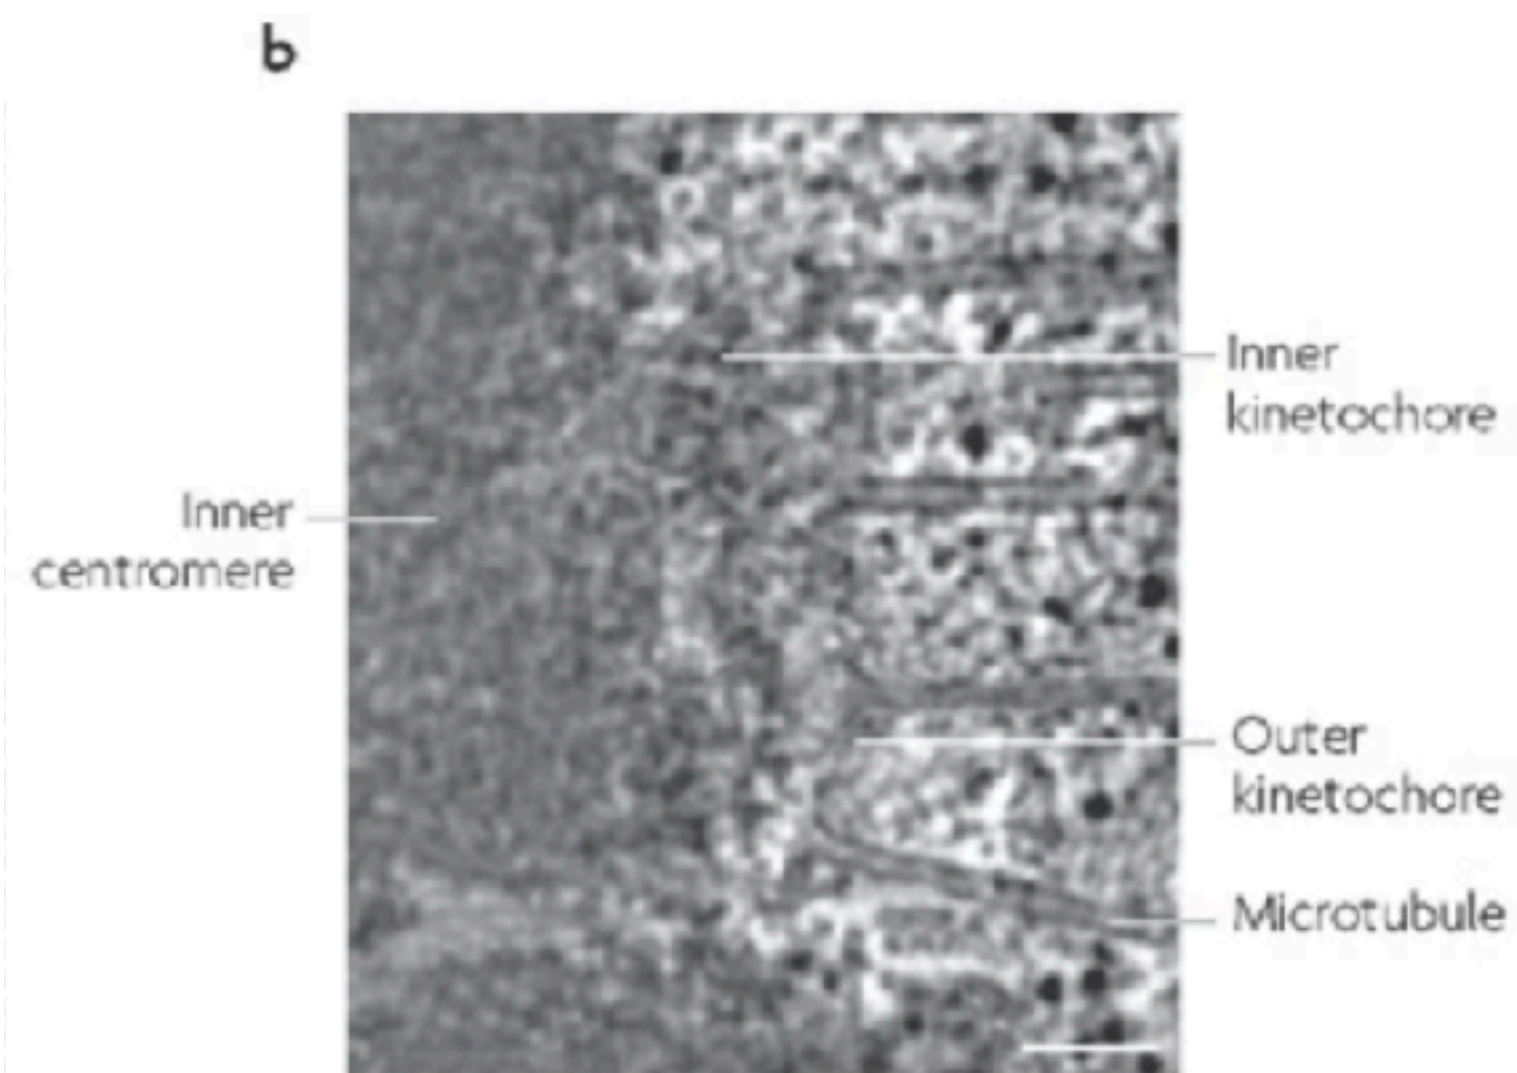 b
Inner
kinetochore
Inner
centromere
Outer
kinetochore
Microtubule